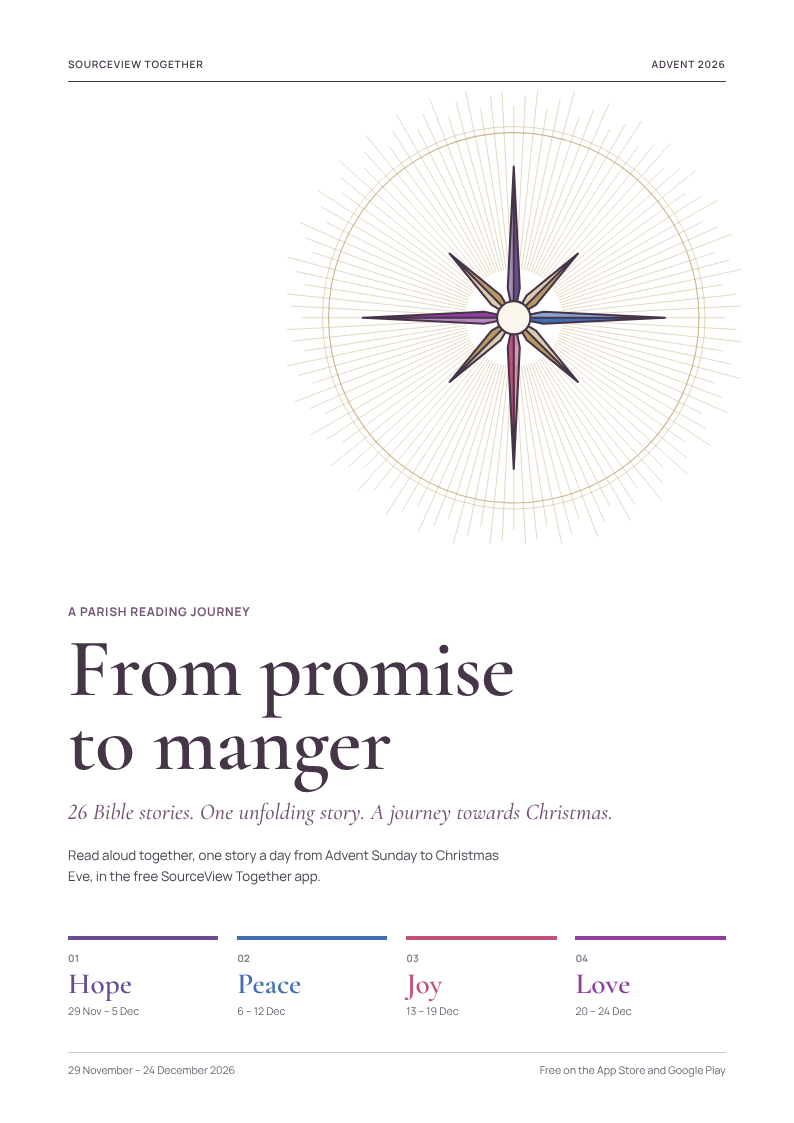 SOURCEVIEW TOGETHER
ADVENT 2026
A PARISH READING JOURNEY
From promise
to manger
26 Bible stories. One unfolding story. A journey towards Christmas.
Read aloud together, one story a day from Advent Sunday to Christmas
Eve, in the free SourceView Together app.
01
Hope
29 Nov – 5 Dec
02
Peace
6 – 12 Dec
03
Joy
13 – 19 Dec
04
Love
20 – 24 Dec
29 November – 24 December 2026
Free on the App Store and Google Play